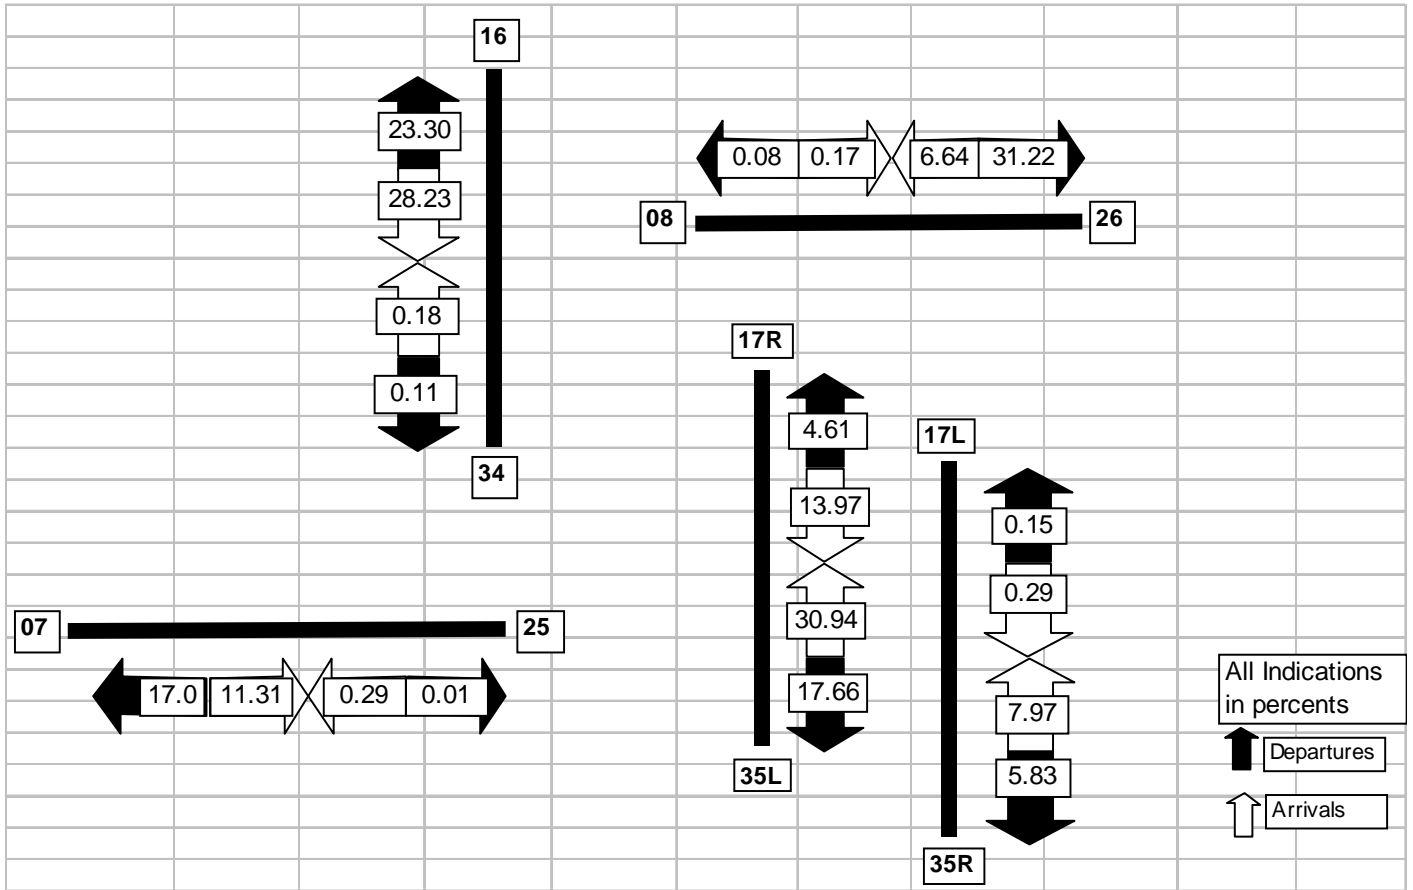 16
23.30
28.23
0.18
0.11
34
0.08 0.17 6.64 31.22
08 26
17R
4.61
13.97
30.94
17.66
35L
17L
0.15
0.29
7.97
5.83
35R
07 25
17.0 11.31 0.29 0.01
All Indications
in percents
Departures
Arrivals